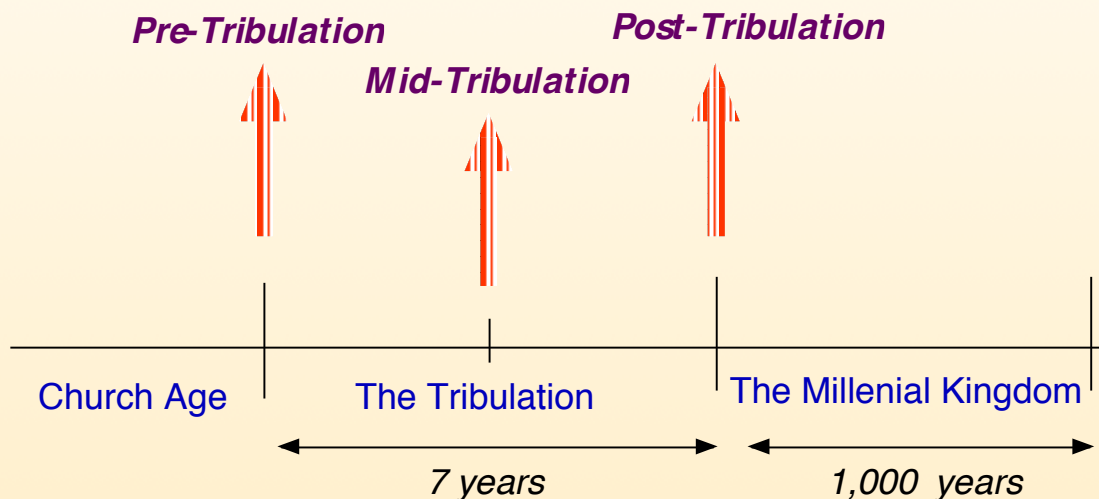 Pre-Tribulation
Post-Tribulation
Mid-Tribulation
Church Age
The Tribulation
The Millenial Kingdom
7 years
1,000 years